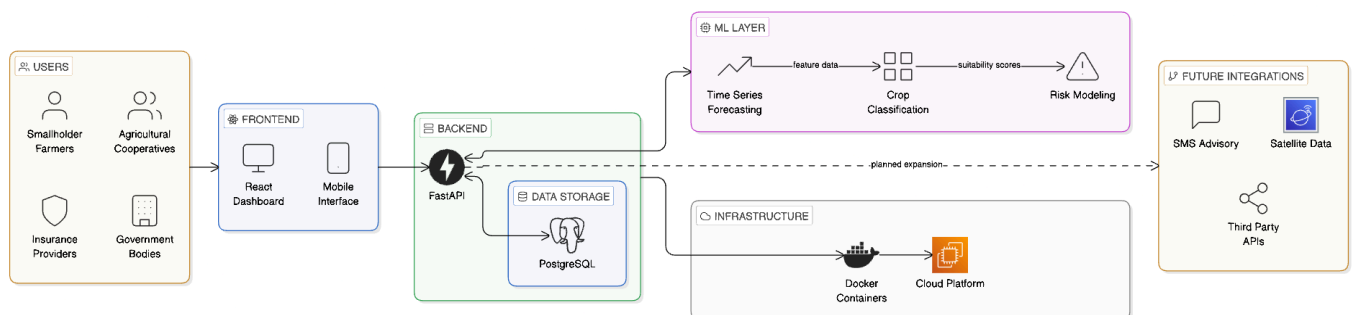 USERS
Smallholder
Farmers
Agricultural
Cooperatives
Insurance
Providers
Government
Bodies
FRONTEND
React
Dashboard
Mobile
Interface
BACKEND
FastAPI
DATA STORAGE
PostgreSQL
ML LAYER
Time Series
Forecasting
feature data
Crop
Classification
suitability scores
Risk Modeling
planned expansion
INFRASTRUCTURE
Docker
Containers
Cloud Platform
FUTURE INTEGRATIONS
SMS Advisory
Satellite Data
Third Party
APIs